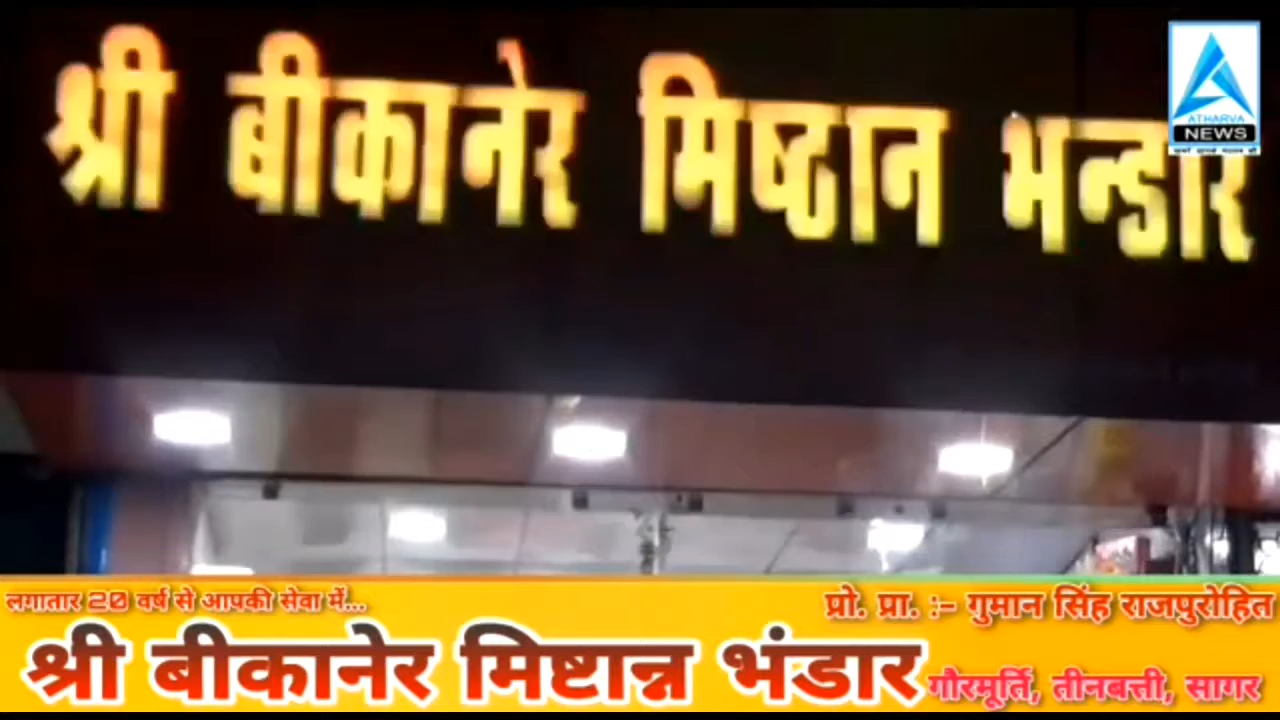 श्री बीकानेर मिष्ठान भन्डार
ATHARVA
NEWS
लगातार 20 वर्ष से आपकी सेवा में...
प्रो. प्रा. :- गुमान सिंह राजपुरोहित
श्री बीकानेर मिष्टान्न भंडार
गौरमूर्ति, तीनबत्ती, सागर